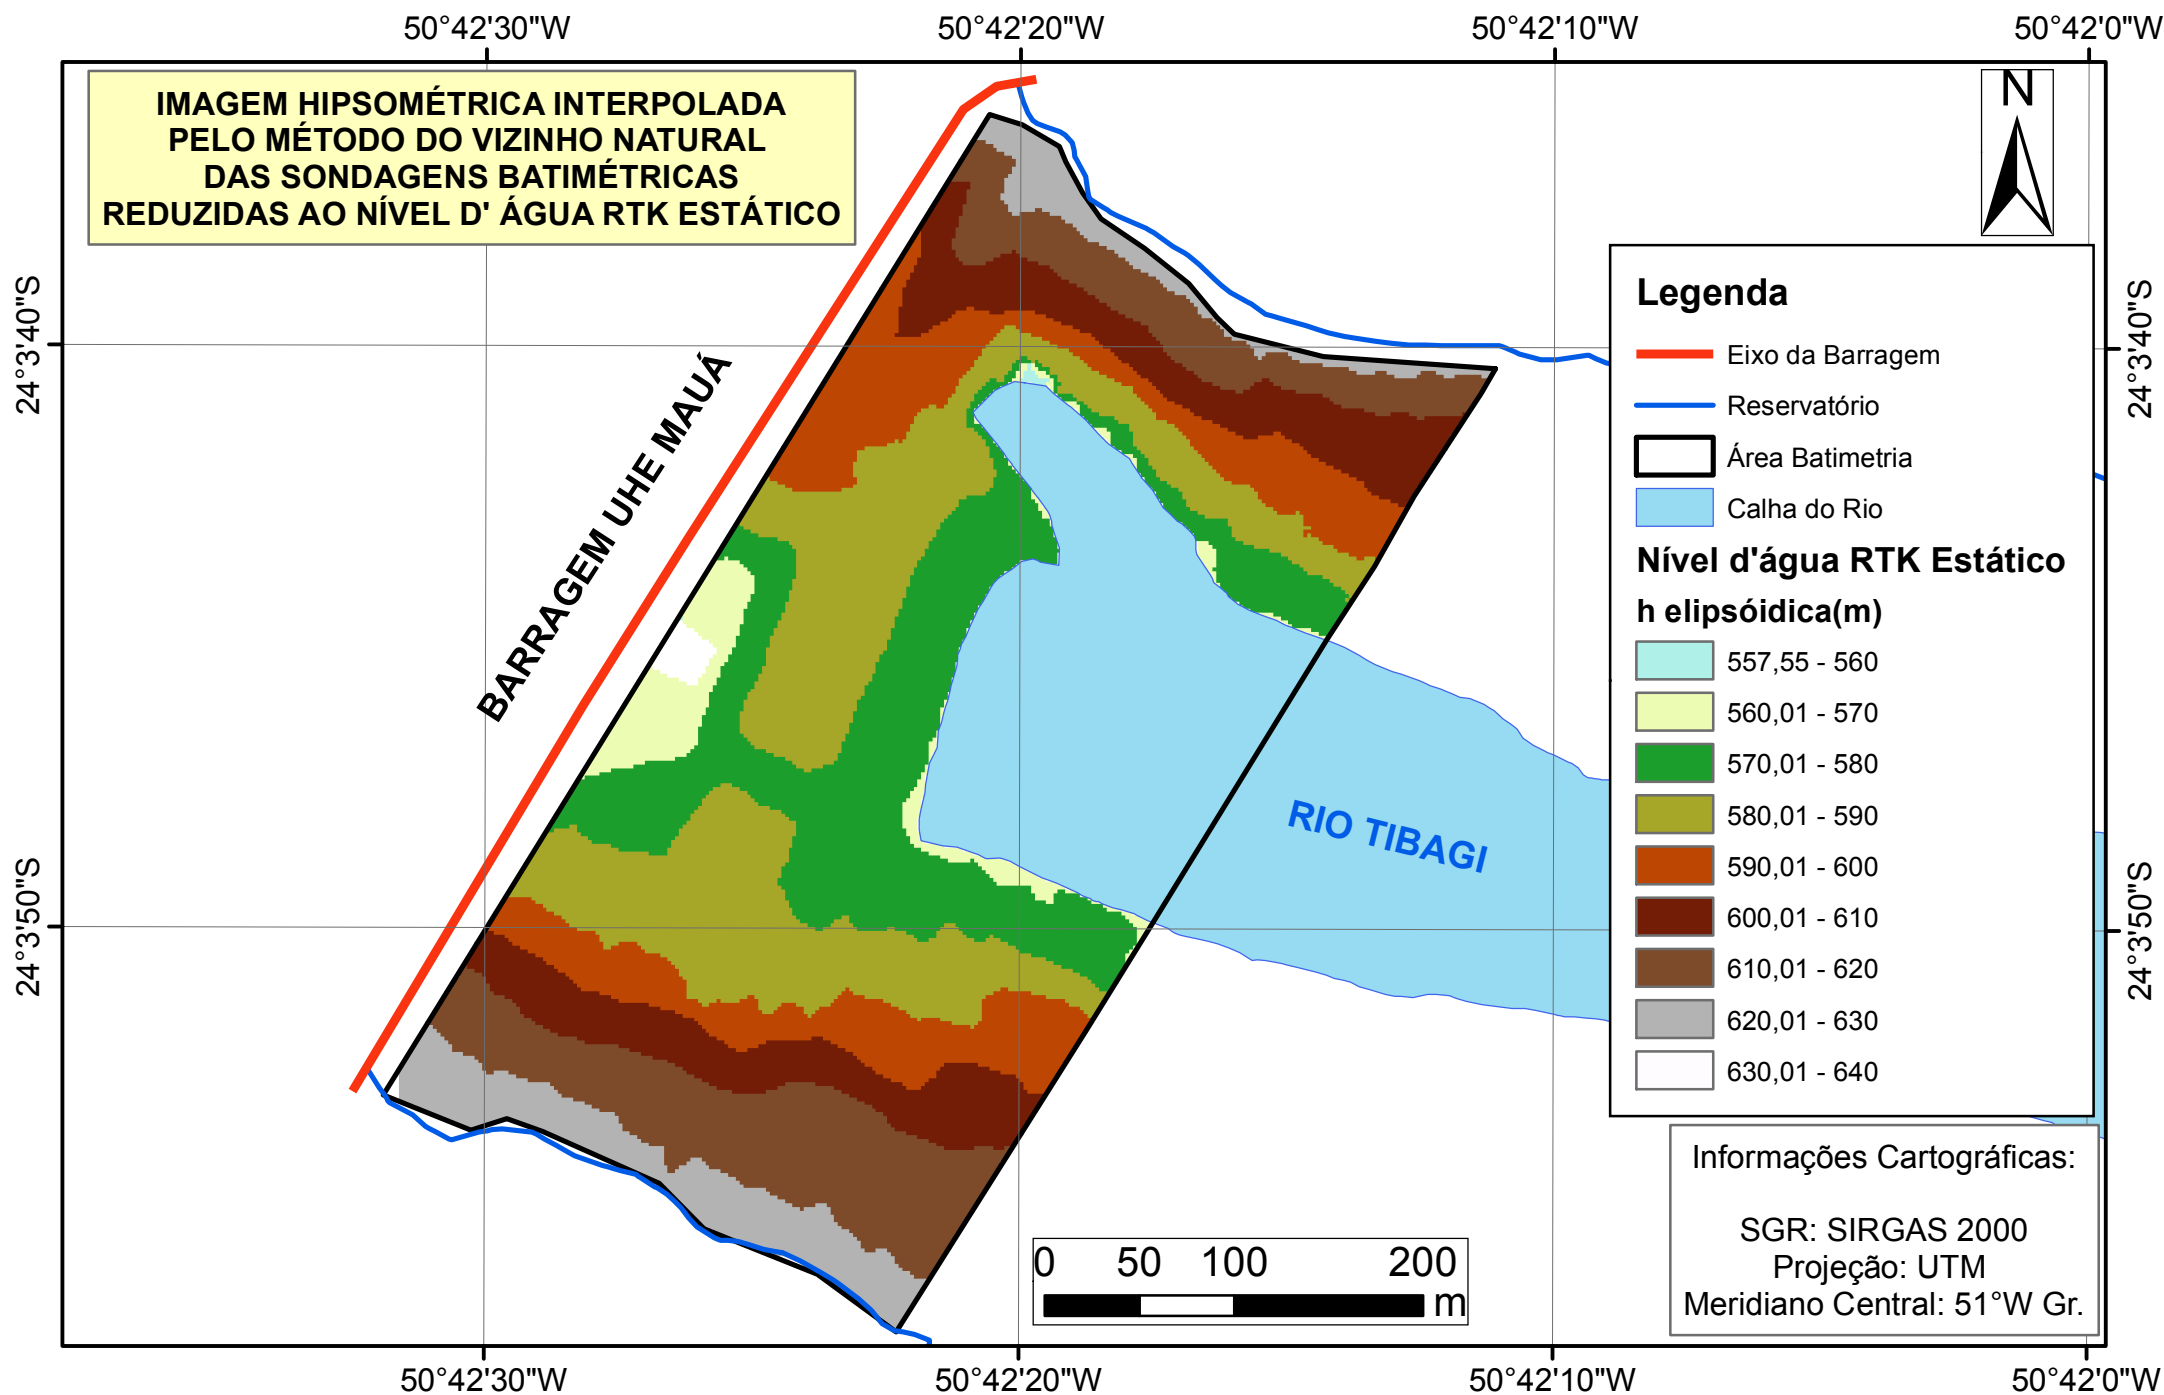 50°42'30"W
50°42'20"W
50°42'10"W
50°42'0"W
IMAGEM HIPSOMÉTRICA INTERPOLADA
PELO MÉTODO DO VIZINHO NATURAL
DAS SONDAGENS BATIMÉTRICAS
REDUZIDAS AO NÍVEL D' ÁGUA RTK ESTÁTICO
N
24°3'40"S
24°3'40"S
BARRAGEM UHE MAUÁ
Legenda
Eixo da Barragem
Reservatório
Área Batimetria
Calha do Rio
Nível d'água RTK Estático
h elipsóidica(m)
557,55 - 560
560,01 - 570
570,01 - 580
580,01 - 590
590,01 - 600
600,01 - 610
610,01 - 620
620,01 - 630
630,01 - 640
RIO TIBAGI
24°3'50"S
24°3'50"S
Informações Cartográficas:
SGR: SIRGAS 2000
Projeção: UTM
Meridiano Central: 51°W Gr.
0 50 100 200
m
50°42'30"W
50°42'20"W
50°42'10"W
50°42'0"W